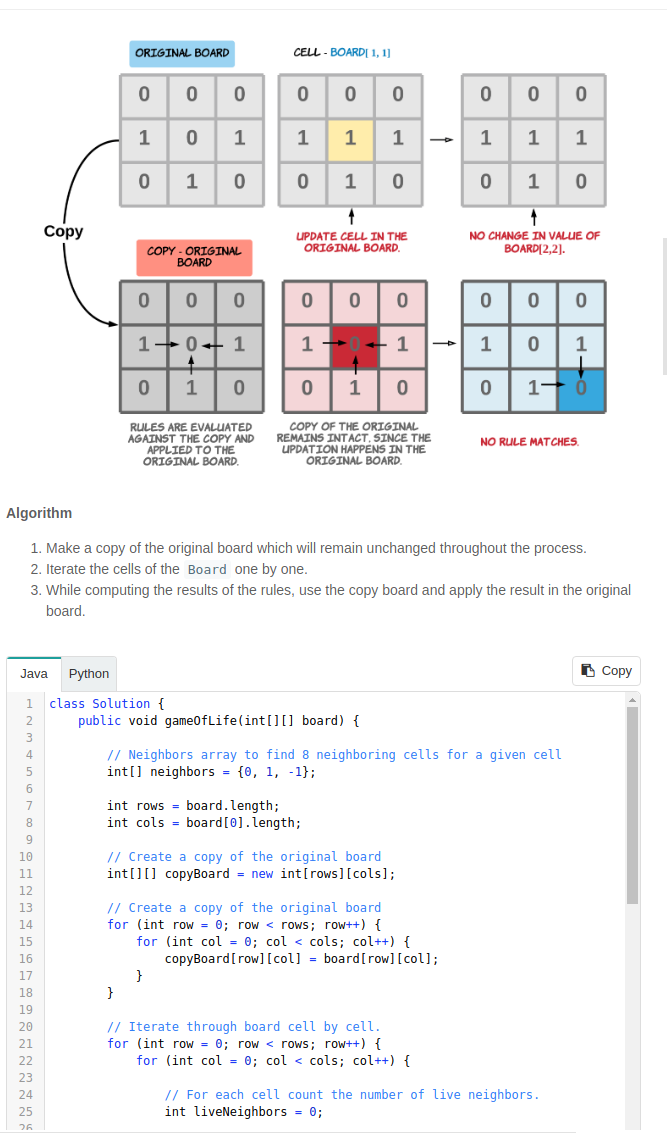 ORIGINAL BOARD
CELL - BOARD[ 1, 1]
0 0 0
1 0 1
0 1 0
0 0 0
1 1 1
0 1 0
0 0 0
1 1 1
0 1 0
Copy
UPDATE CELL IN THE
ORIGINAL BOARD.
NO CHANGE IN VALUE OF
BOARD[2,2].
COPY - ORIGINAL
BOARD
0 0 0
1 0 1
0 1 0
0 0 0
1 0 1
0 1 0
0 0 0
1 0 1
0 1 0
RULES ARE EVALUATED
AGAINST THE COPY AND
APPLIED TO THE
ORIGINAL BOARD.
COPY OF THE ORIGINAL
REMAINS INTACT, SINCE THE
UPDATION HAPPENS IN THE
ORIGINAL BOARD.
NO RULE MATCHES.
Algorithm
1. Make a copy of the original board which will remain unchanged throughout the process.
2. Iterate the cells of the Board one by one.
3. While computing the results of the rules, use the copy board and apply the result in the original
board.
Java Python Copy
1 class Solution {
2     public void gameOfLife(int[][] board) {
3
4         // Neighbors array to find 8 neighboring cells for a given cell
5         int[] neighbors = {0, 1, -1};
6
7         int rows = board.length;
8         int cols = board[0].length;
9
10         // Create a copy of the original board
11         int[][] copyBoard = new int[rows][cols];
12
13         // Create a copy of the original board
14         for (int row = 0; row < rows; row++) {
15             for (int col = 0; col < cols; col++) {
16                 copyBoard[row][col] = board[row][col];
17             }
18         }
19
20         // Iterate through board cell by cell.
21         for (int row = 0; row < rows; row++) {
22             for (int col = 0; col < cols; col++) {
23
24                 // For each cell count the number of live neighbors.
25                 int liveNeighbors = 0;
26